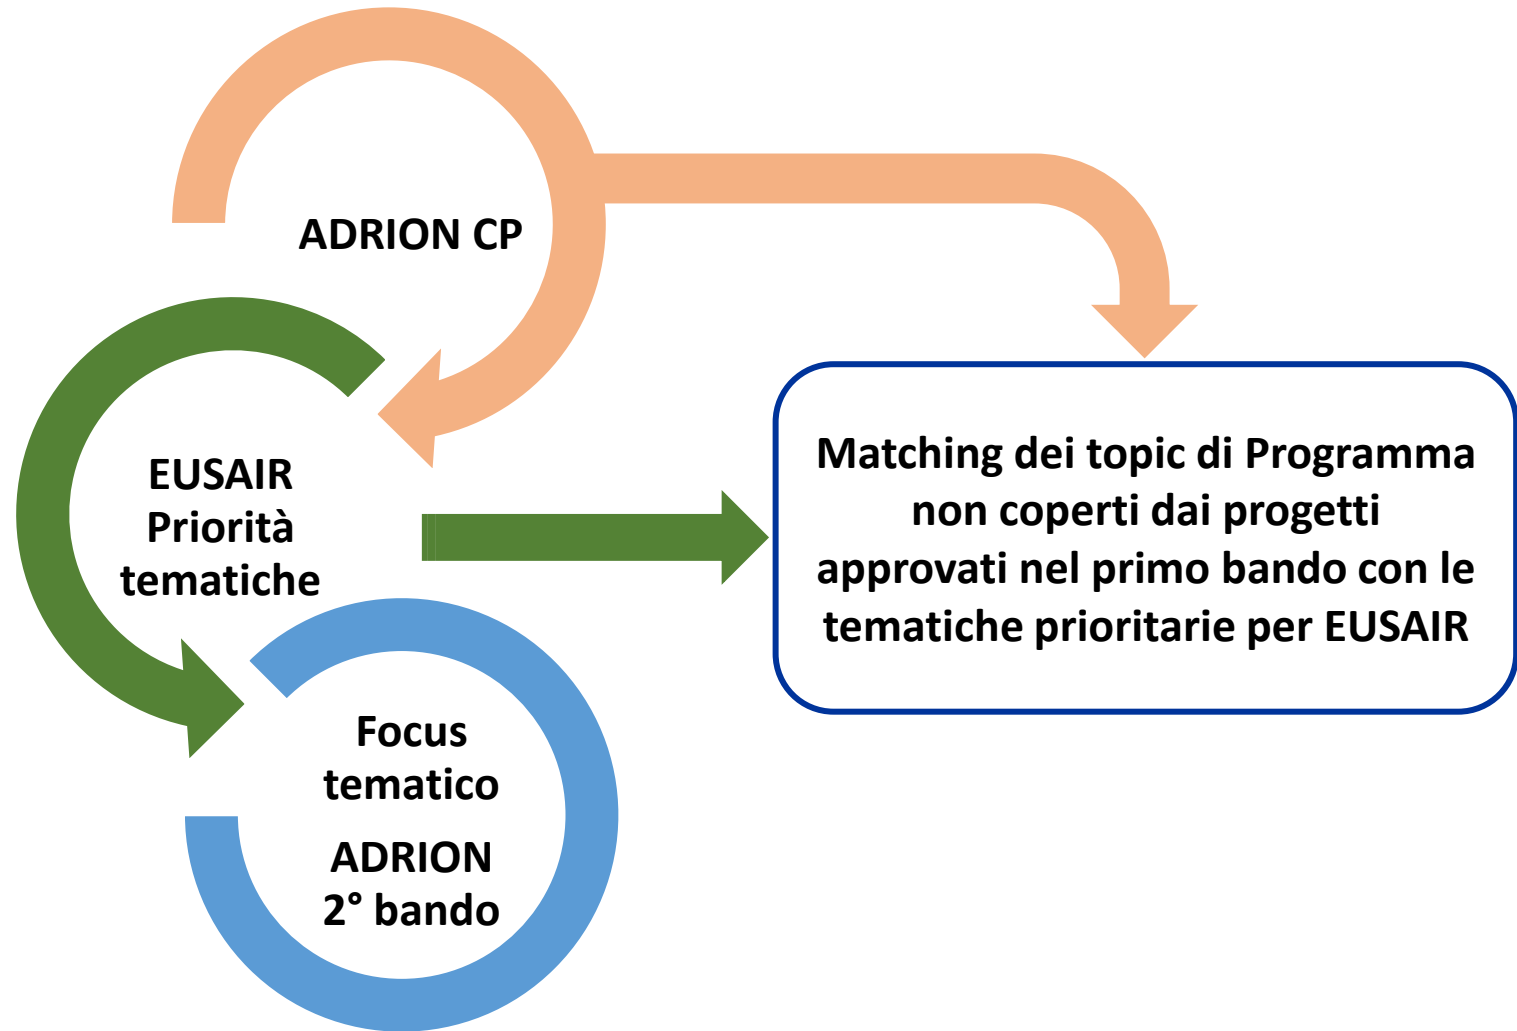 ADRION CP
EUSAIR
Priorità
tematiche
Focus
tematico
ADRION
2° bando
Matching dei topic di Programma
non coperti dai progetti
approvati nel primo bando con le
tematiche prioritarie per EUSAIR